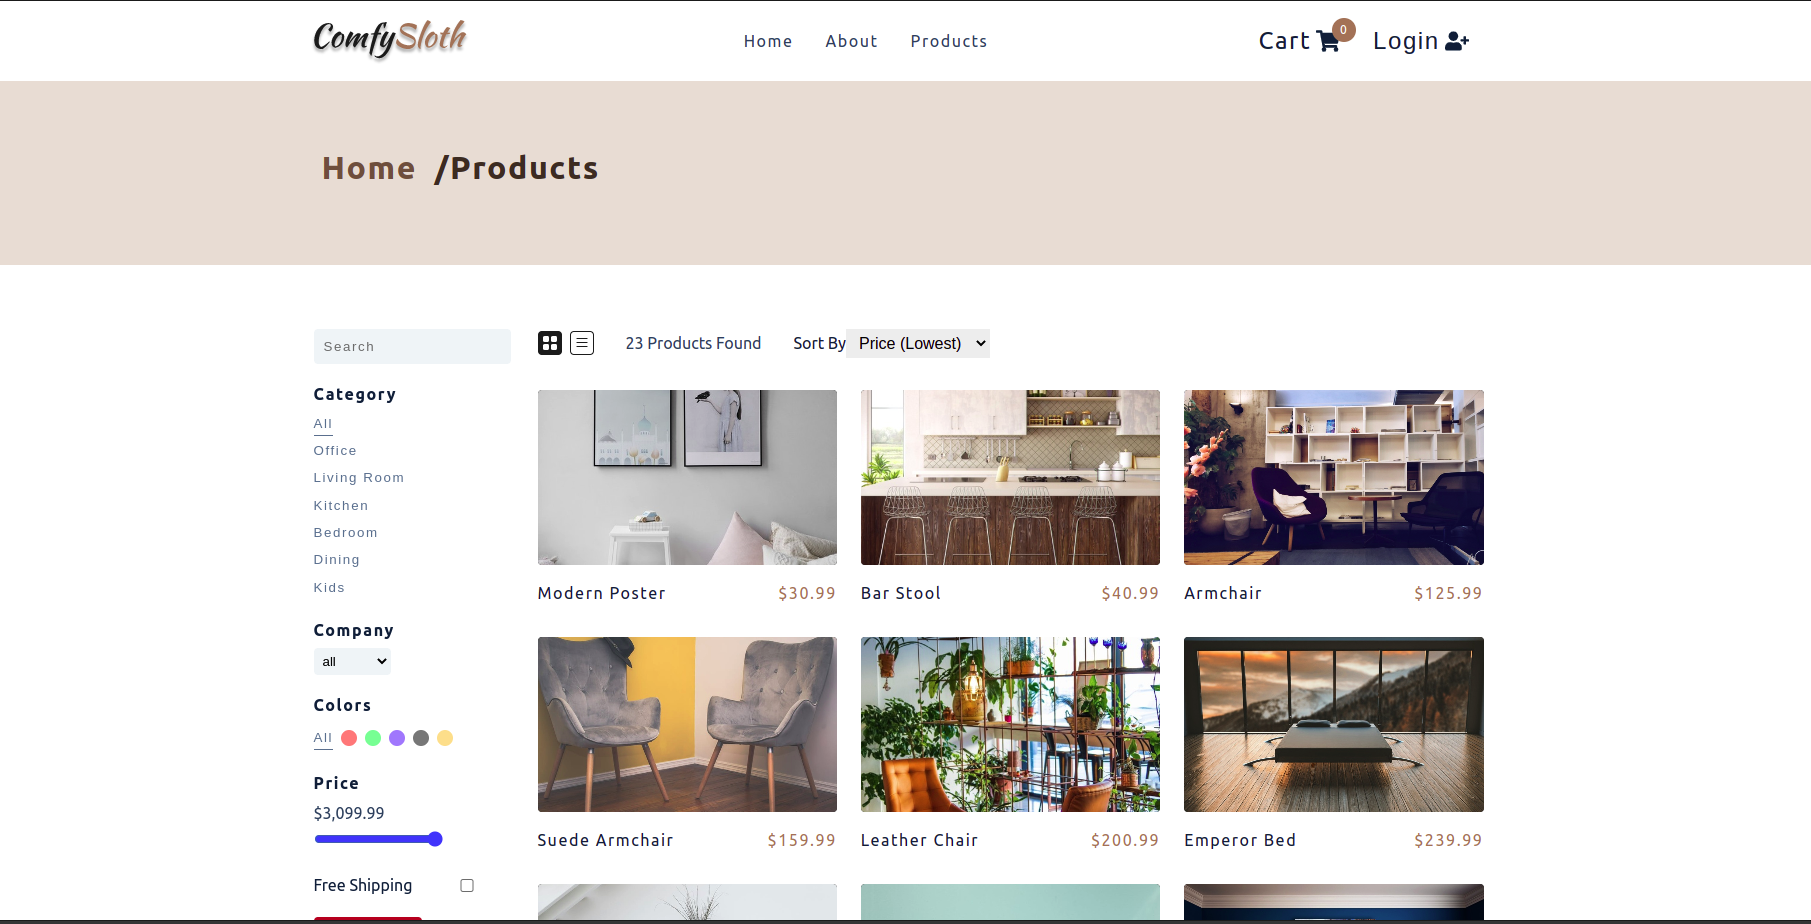 ComfySloth
Home About Products
Cart 0 Login
Home /Products
Search
23 Products Found Sort By Price (Lowest)
Category
All
Office
Living Room
Kitchen
Bedroom
Dining
Kids
Company
all
Colors
All
Price
$3,099.99
Free Shipping
Modern Poster $30.99
Bar Stool $40.99
Armchair $125.99
Suede Armchair $159.99
Leather Chair $200.99
Emperor Bed $239.99